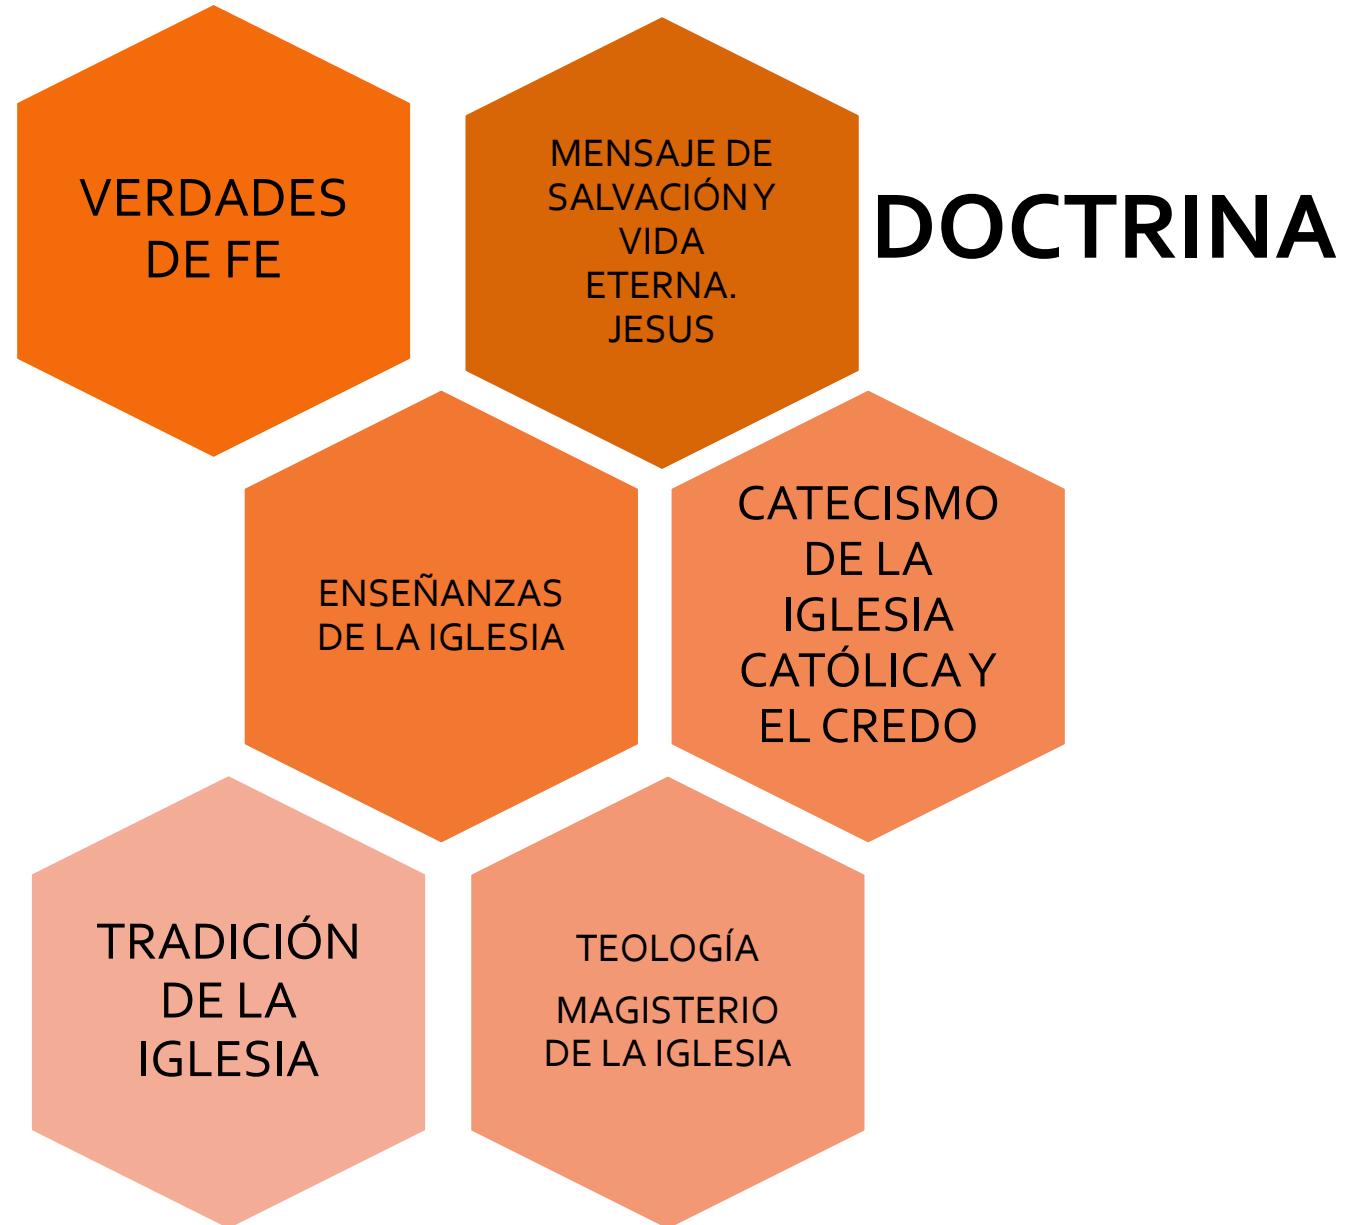 VERDADES
DE FE
MENSAJE DE
SALVACIÓN Y
VIDA
ETERNA.
JESUS
DOCTRINA
ENSEÑANZAS
DE LA IGLESIA
CATECISMO
DE LA
IGLESIA
CATÓLICA Y
EL CREDO
TRADICIÓN
DE LA
IGLESIA
TEOLOGÍA
MAGISTERIO
DE LA IGLESIA